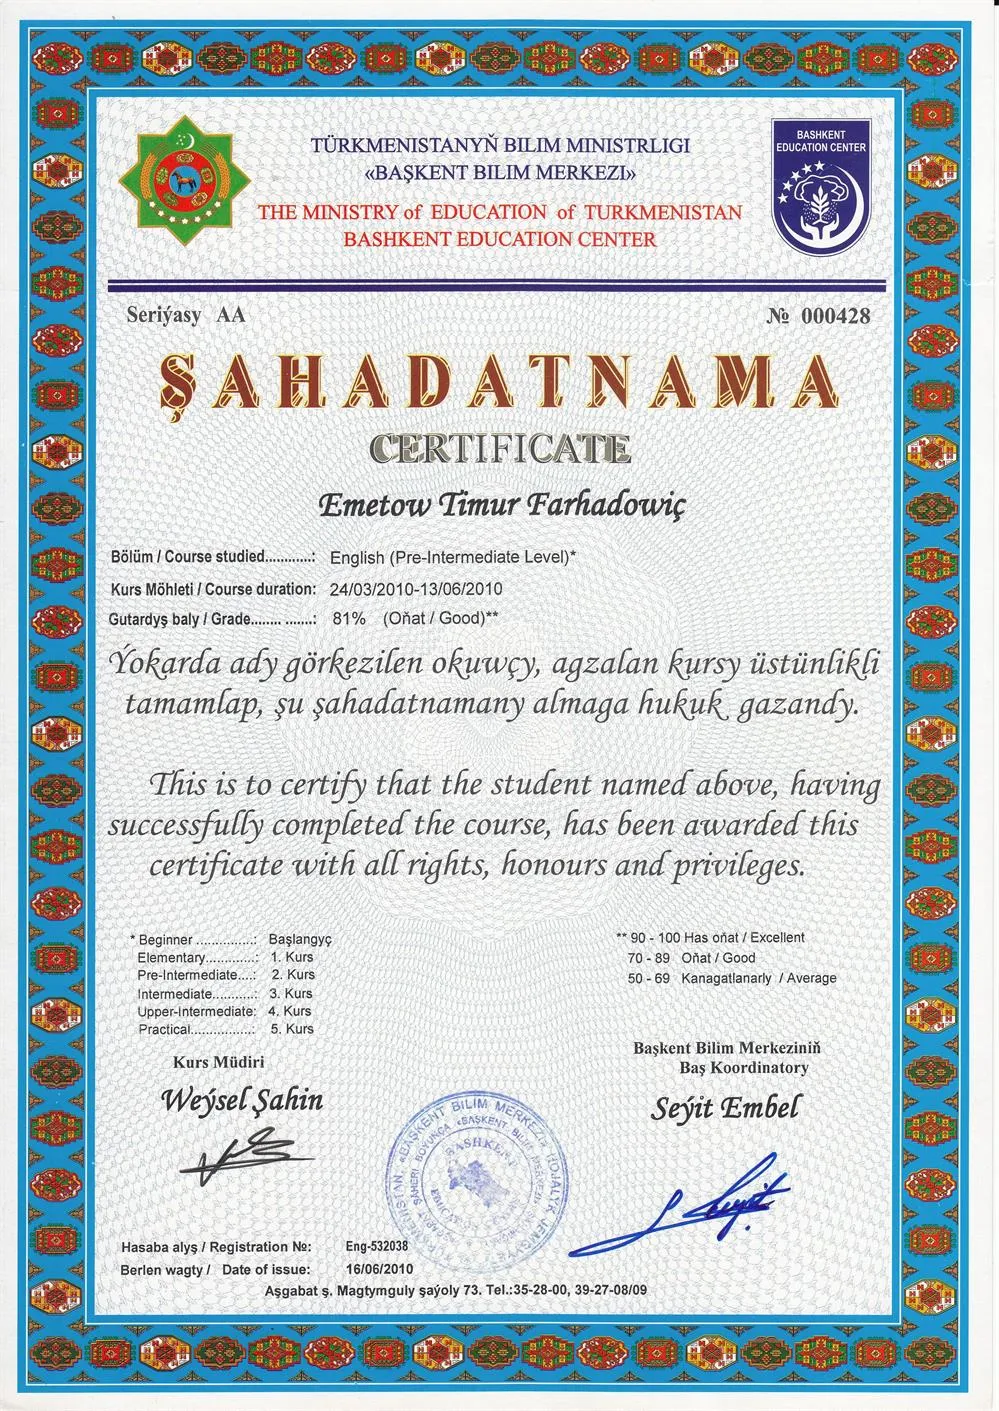 TÜRKMENISTANYŇ BILIM MINISTRLIGI
«BAŞKENT BILIM MERKEZI»
THE MINISTRY of EDUCATION of TURKMENISTAN
BASHKENT EDUCATION CENTER
BASHKENT
EDUCATION CENTER
Seriýasy AA
№ 000428
ŞAHADATNAMA
CERTIFICATE
Emetow Timur Farhadowiç
Bölüm / Course studied............: English (Pre-Intermediate Level)*
Kurs Möhleti / Course duration: 24/03/2010-13/06/2010
Gutardyş baly / Grade........ .......: 81% (Oňat / Good)**
Ýokarda ady görkezilen okuwçy, agzalan kursy üstünlikli
tamamlap, şu şahadatnamany almaga hukuk gazandy.
This is to certify that the student named above, having
successfully completed the course, has been awarded this
certificate with all rights, honours and privileges.
* Beginner ...............: Başlangyç
Elementary.............: 1. Kurs
Pre-Intermediate....: 2. Kurs
Intermediate...........: 3. Kurs
Upper-Intermediate: 4. Kurs
Practical................: 5. Kurs
** 90 - 100 Has oňat / Excellent
70 - 89 Oňat / Good
50 - 69 Kanagatlanarly / Average
Kurs Müdiri
Weýsel Şahin
Başkent Bilim Merkeziniň
Baş Koordinatory
Seýit Embel
«BAŞKENT BILIM MERKEZI» HOJALYK
BASHKENT
Hasaba alyş / Registration №: Eng-532038
Berlen wagty / Date of issue: 16/06/2010
Aşgabat ş. Magtymguly şaýoly 73. Tel.:35-28-00, 39-27-08/09